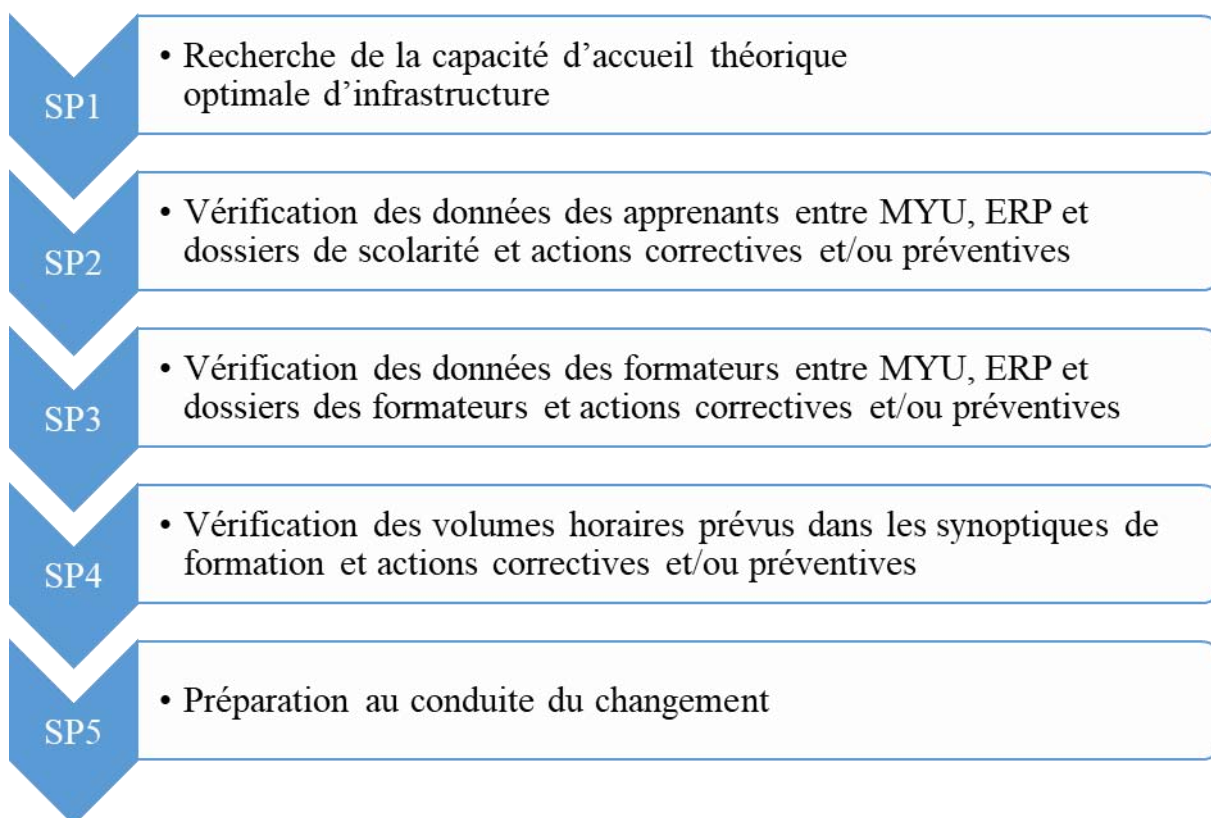 SP1
• Recherche de la capacité d’accueil théorique
optimale d’infrastructure
SP2
• Vérification des données des apprenants entre MYU, ERP et
dossiers de scolarité et actions correctives et/ou préventives
SP3
• Vérification des données des formateurs entre MYU, ERP et
dossiers des formateurs et actions correctives et/ou préventives
SP4
• Vérification des volumes horaires prévus dans les synoptiques de
formation et actions correctives et/ou préventives
SP5
• Préparation au conduite du changement